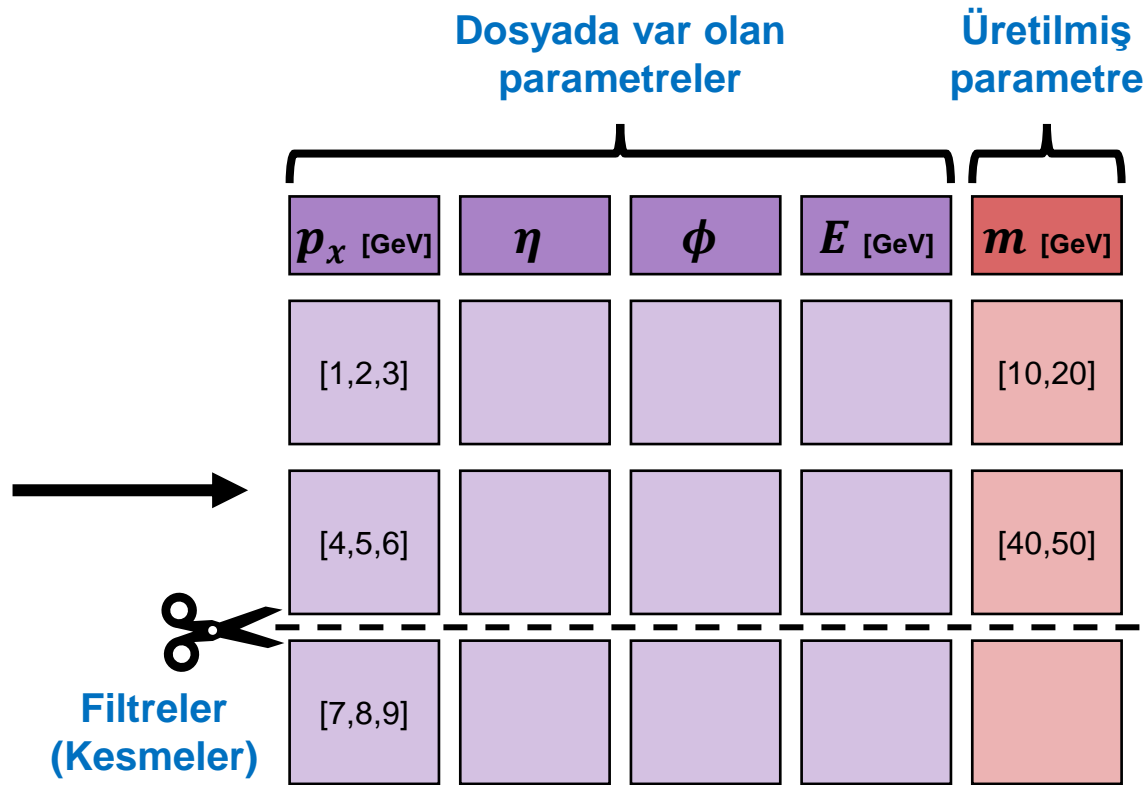 Dosyada var olan
parametreler
Üretilmiş
parametre
p_x [GeV]
η
ϕ
E [GeV]
m [GeV]
[1,2,3]
[10,20]
[4,5,6]
[40,50]
Filtreler
(Kesmeler)
[7,8,9]